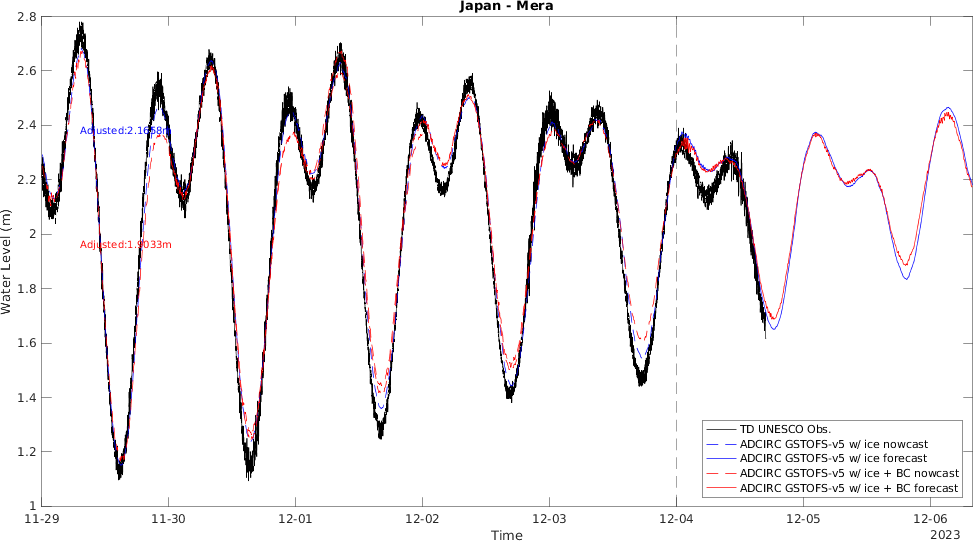 Japan - Mera
Water Level (m)
2.8
2.6
2.4
2.2
2
1.8
1.6
1.4
1.2
1
Adjusted:2.1658m
Adjusted:1.9033m
TD UNESCO Obs.
ADCIRC GSTOFS-v5 w/ ice nowcast
ADCIRC GSTOFS-v5 w/ ice forecast
ADCIRC GSTOFS-v5 w/ ice + BC nowcast
ADCIRC GSTOFS-v5 w/ ice + BC forecast
11-29
11-30
12-01
12-02
12-03
12-04
12-05
12-06
Time
2023